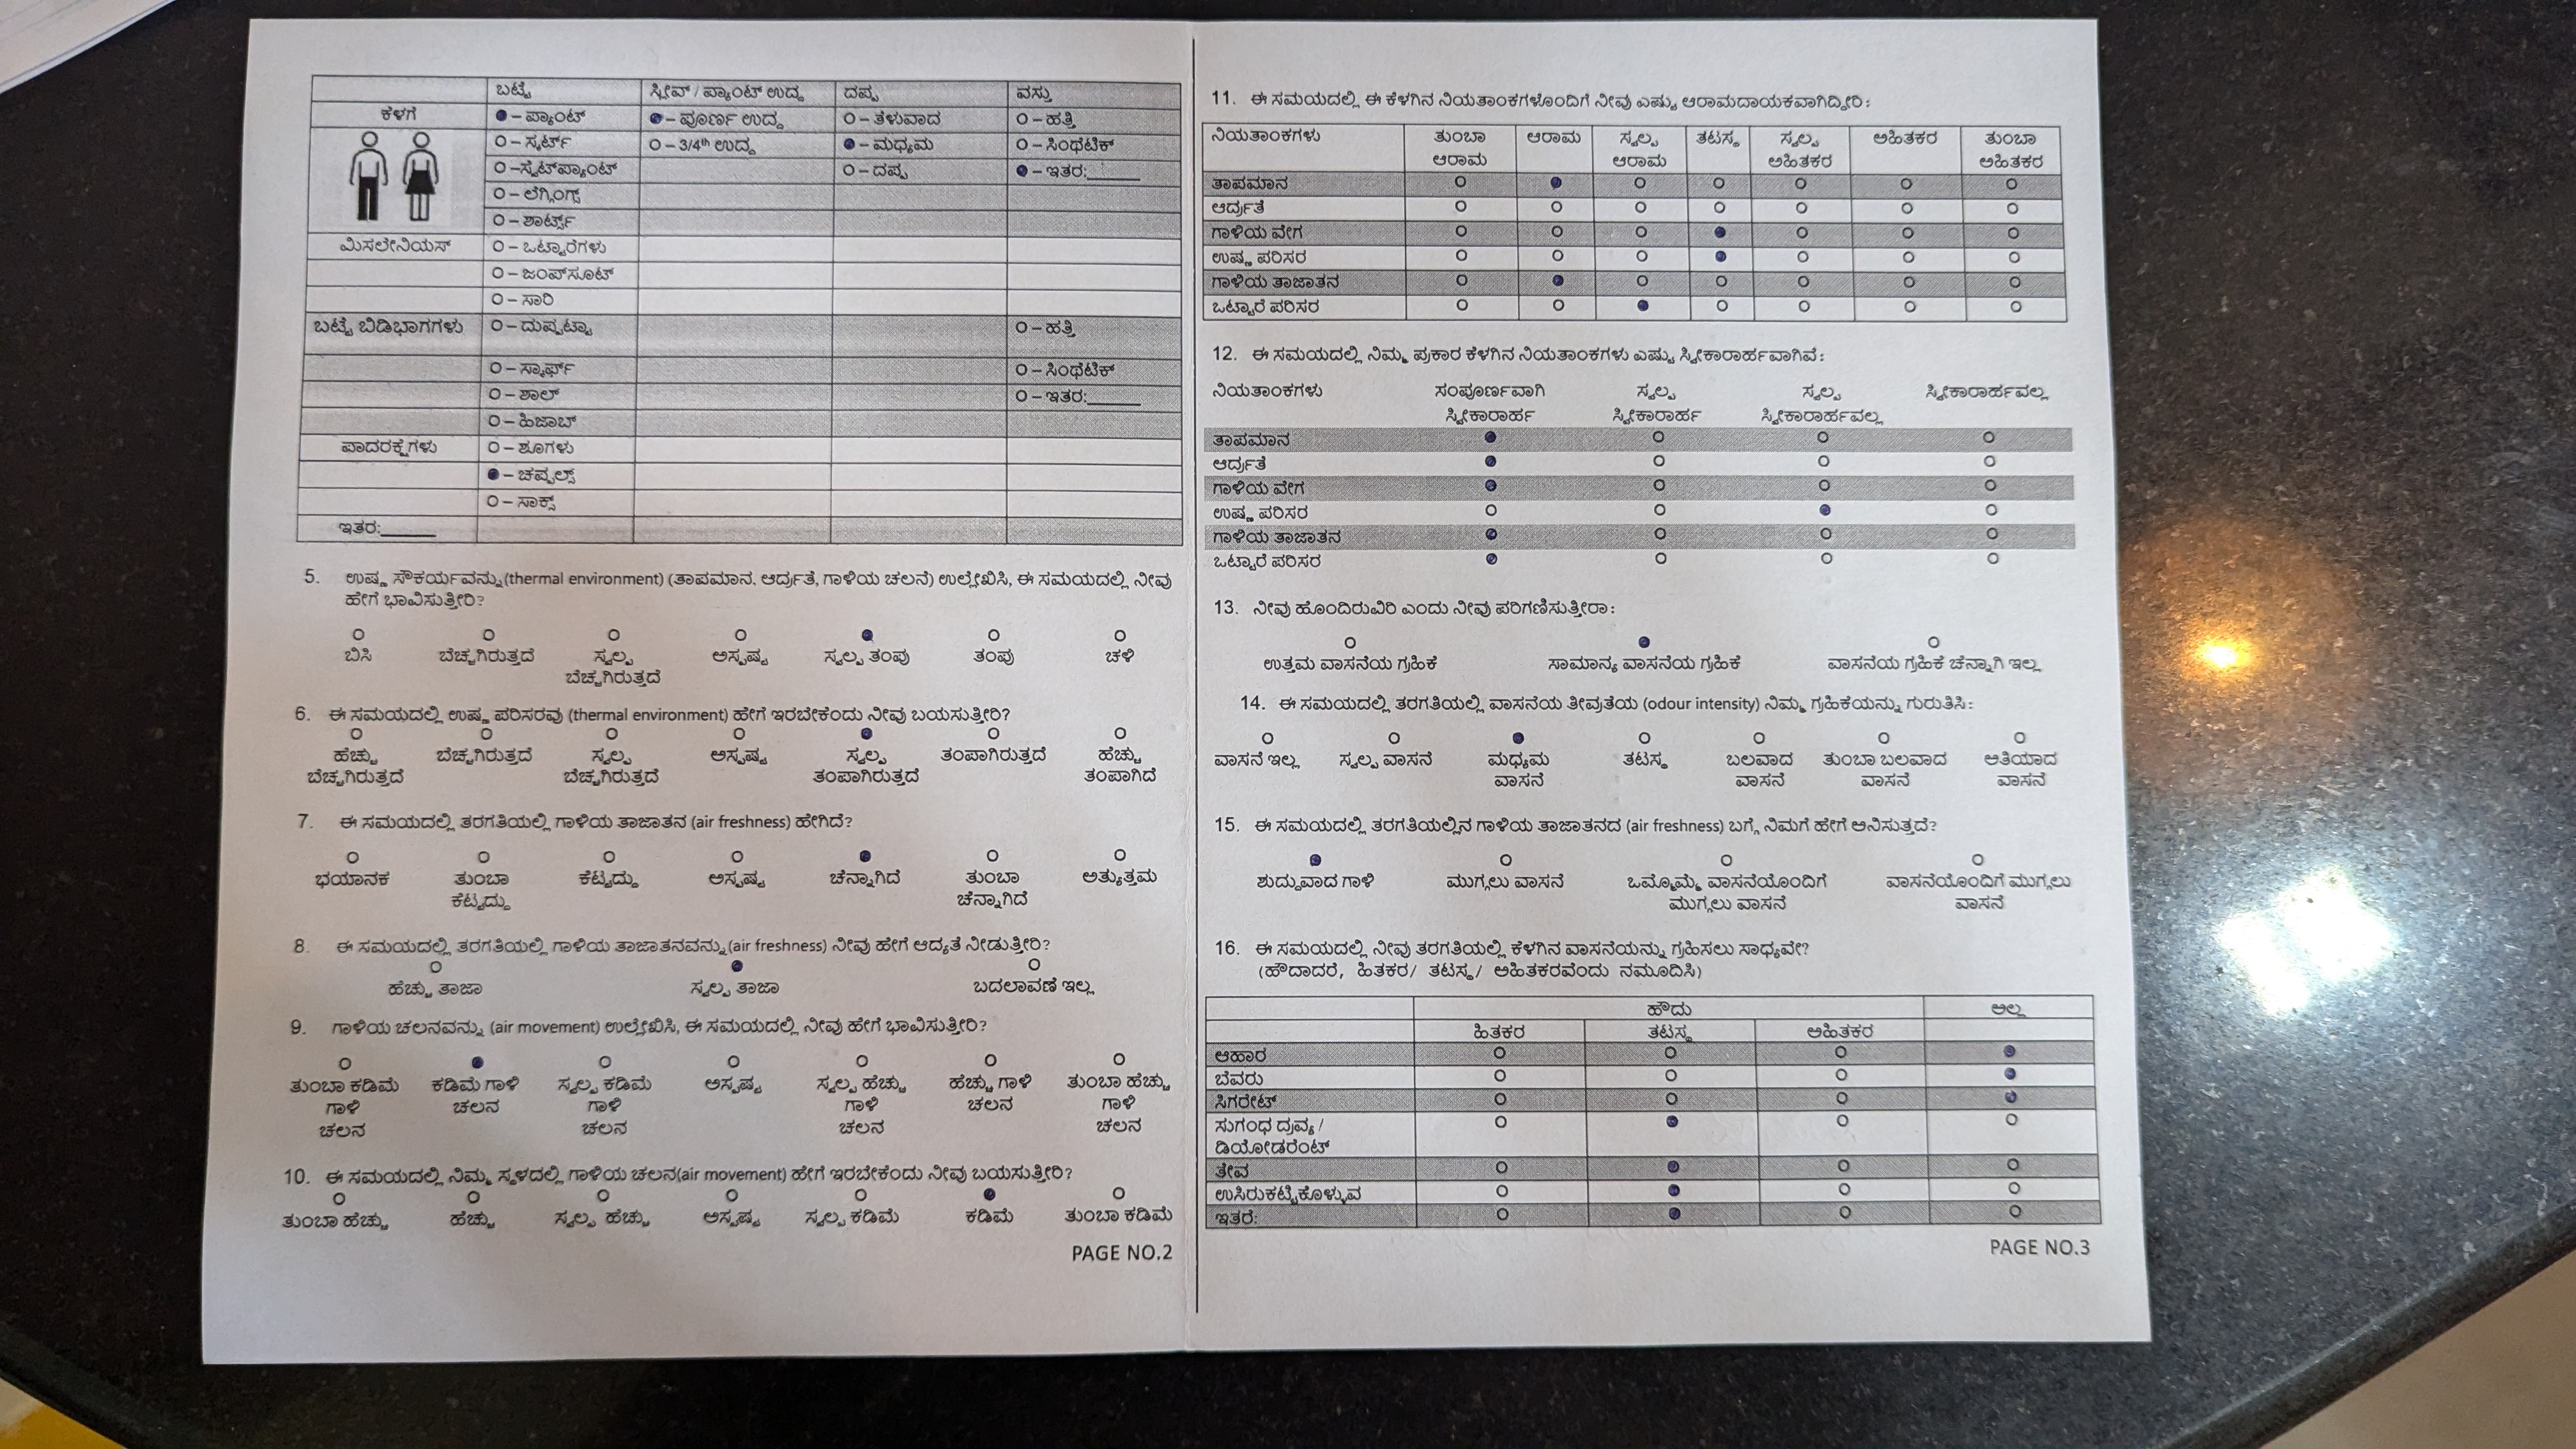 ಬಟ್ಟೆ ಸ್ಲೀವ್ / ಪ್ಯಾಂಟ್ ಉದ್ದ ದಪ್ಪ ವಸ್ತು
ಕೆಳಗೆ ● – ಪ್ಯಾಂಟ್ ● – ಪೂರ್ಣ ಉದ್ದ O – ತೆಳುವಾದ O – ಹತ್ತಿ
O – ಸ್ಕರ್ಟ್ O – 3/4th ಉದ್ದ ● – ಮಧ್ಯಮ O – ಸಿಂಥೆಟಿಕ್
O –ಸ್ವೆಟ್‌ಪ್ಯಾಂಟ್ O – ದಪ್ಪ ● – ಇತರ:______
O – ಲೆಗ್ಗಿಂಗ್ಸ್
O – ಶಾರ್ಟ್ಸ್
ಮಿಸಲೇನಿಯಸ್ O – ಒಟ್ಟಾರೆಗಳು
O – ಜಂಪ್‌ಸೂಟ್
O – ಸಾರಿ
ಬಟ್ಟೆ ಬಿಡಿಭಾಗಗಳು O – ದುಪ್ಪಟ್ಟಾ O – ಹತ್ತಿ
O – ಸ್ಕಾರ್ಫ್ O – ಸಿಂಥೆಟಿಕ್
O – ಶಾಲ್ O – ಇತರ:______
O – ಹಿಜಾಬ್
ಪಾದರಕ್ಷೆಗಳು O – ಶೂಗಳು
● – ಚಪ್ಪಲ್ಸ್
O – ಸಾಕ್ಸ್
ಇತರ:______
5. ಉಷ್ಣ ಸೌಕರ್ಯವನ್ನು (thermal environment) (ತಾಪಮಾನ, ಆರ್ದ್ರತೆ, ಗಾಳಿಯ ಚಲನೆ) ಉಲ್ಲೇಖಿಸಿ, ಈ ಸಮಯದಲ್ಲಿ ನೀವು
ಹೇಗೆ ಭಾವಿಸುತ್ತೀರಿ?
O O O O ● O O
ಬಿಸಿ ಬೆಚ್ಚಗಿರುತ್ತದೆ ಸ್ವಲ್ಪ ಅಸ್ಪಷ್ಟ ಸ್ವಲ್ಪ ತಂಪು ತಂಪು ಚಳಿ
ಬೆಚ್ಚಗಿರುತ್ತದೆ
6. ಈ ಸಮಯದಲ್ಲಿ ಉಷ್ಣ ಪರಿಸರವು (thermal environment) ಹೇಗೆ ಇರಬೇಕೆಂದು ನೀವು ಬಯಸುತ್ತೀರಿ?
O O O O ● O O
ಹೆಚ್ಚು ಬೆಚ್ಚಗಿರುತ್ತದೆ ಸ್ವಲ್ಪ ಅಸ್ಪಷ್ಟ ಸ್ವಲ್ಪ ತಂಪಾಗಿರುತ್ತದೆ ಹೆಚ್ಚು
ಬೆಚ್ಚಗಿರುತ್ತದೆ ಬೆಚ್ಚಗಿರುತ್ತದೆ ತಂಪಾಗಿರುತ್ತದೆ ತಂಪಾಗಿದೆ
7. ಈ ಸಮಯದಲ್ಲಿ ತರಗತಿಯಲ್ಲಿ ಗಾಳಿಯ ತಾಜಾತನ (air freshness) ಹೇಗಿದೆ?
O O O O ● O O
ಭಯಾನಕ ತುಂಬಾ ಕೆಟ್ಟದ್ದು ಅಸ್ಪಷ್ಟ ಚೆನ್ನಾಗಿದೆ ತುಂಬಾ ಅತ್ಯುತ್ತಮ
ಕೆಟ್ಟದ್ದು ಚೆನ್ನಾಗಿದೆ
8. ಈ ಸಮಯದಲ್ಲಿ ತರಗತಿಯಲ್ಲಿ ಗಾಳಿಯ ತಾಜಾತನವನ್ನು (air freshness) ನೀವು ಹೇಗೆ ಆದ್ಯತೆ ನೀಡುತ್ತೀರಿ?
O ● O
ಹೆಚ್ಚು ತಾಜಾ ಸ್ವಲ್ಪ ತಾಜಾ ಬದಲಾವಣೆ ಇಲ್ಲ
9. ಗಾಳಿಯ ಚಲನವನ್ನು (air movement) ಉಲ್ಲೇಖಿಸಿ, ಈ ಸಮಯದಲ್ಲಿ ನೀವು ಹೇಗೆ ಭಾವಿಸುತ್ತೀರಿ?
O ● O O O O O
ತುಂಬಾ ಕಡಿಮೆ ಕಡಿಮೆ ಗಾಳಿ ಸ್ವಲ್ಪ ಕಡಿಮೆ ಅಸ್ಪಷ್ಟ ಸ್ವಲ್ಪ ಹೆಚ್ಚು ಹೆಚ್ಚು ಗಾಳಿ ತುಂಬಾ ಹೆಚ್ಚು
ಗಾಳಿ ಚಲನ ಗಾಳಿ ಗಾಳಿ ಚಲನ ಗಾಳಿ
ಚಲನ ಚಲನ ಚಲನ ಚಲನ
10. ಈ ಸಮಯದಲ್ಲಿ ನಿಮ್ಮ ಸ್ಥಳದಲ್ಲಿ ಗಾಳಿಯ ಚಲನ(air movement) ಹೇಗೆ ಇರಬೇಕೆಂದು ನೀವು ಬಯಸುತ್ತೀರಿ?
O O O O O ● O
ತುಂಬಾ ಹೆಚ್ಚು ಹೆಚ್ಚು ಸ್ವಲ್ಪ ಹೆಚ್ಚು ಅಸ್ಪಷ್ಟ ಸ್ವಲ್ಪ ಕಡಿಮೆ ಕಡಿಮೆ ತುಂಬಾ ಕಡಿಮೆ
PAGE NO.2
11. ಈ ಸಮಯದಲ್ಲಿ ಈ ಕೆಳಗಿನ ನಿಯತಾಂಕಗಳೊಂದಿಗೆ ನೀವು ಎಷ್ಟು ಆರಾಮದಾಯಕವಾಗಿದ್ದೀರಿ:
ನಿಯತಾಂಕಗಳು ತುಂಬಾ ಆರಾಮ ಸ್ವಲ್ಪ ತಟಸ್ಥ ಸ್ವಲ್ಪ ಅಹಿತಕರ ತುಂಬಾ
ಆರಾಮ ಆರಾಮ ಅಹಿತಕರ ಅಹಿತಕರ
ತಾಪಮಾನ O ● O O O O O
ಆರ್ದ್ರತೆ O O O O O O O
ಗಾಳಿಯ ವೇಗ O O O ● O O O
ಉಷ್ಣ ಪರಿಸರ O O O ● O O O
ಗಾಳಿಯ ತಾಜಾತನ O ● O O O O O
ಒಟ್ಟಾರೆ ಪರಿಸರ O O ● O O O O
12. ಈ ಸಮಯದಲ್ಲಿ ನಿಮ್ಮ ಪ್ರಕಾರ ಕೆಳಗಿನ ನಿಯತಾಂಕಗಳು ಎಷ್ಟು ಸ್ವೀಕಾರಾರ್ಹವಾಗಿವೆ:
ನಿಯತಾಂಕಗಳು ಸಂಪೂರ್ಣವಾಗಿ ಸ್ವಲ್ಪ ಸ್ವಲ್ಪ ಸ್ವೀಕಾರಾರ್ಹವಲ್ಲ
ಸ್ವೀಕಾರಾರ್ಹ ಸ್ವೀಕಾರಾರ್ಹ ಸ್ವೀಕಾರಾರ್ಹವಲ್ಲ
ತಾಪಮಾನ ● O O O
ಆರ್ದ್ರತೆ ● O O O
ಗಾಳಿಯ ವೇಗ ● O O O
ಉಷ್ಣ ಪರಿಸರ O O ● O
ಗಾಳಿಯ ತಾಜಾತನ ● O O O
ಒಟ್ಟಾರೆ ಪರಿಸರ ● O O O
13. ನೀವು ಹೊಂದಿರುವಿರಿ ಎಂದು ನೀವು ಪರಿಗಣಿಸುತ್ತೀರಾ:
O ● O
ಉತ್ತಮ ವಾಸನೆಯ ಗ್ರಹಿಕೆ ಸಾಮಾನ್ಯ ವಾಸನೆಯ ಗ್ರಹಿಕೆ ವಾಸನೆಯ ಗ್ರಹಿಕೆ ಚೆನ್ನಾಗಿ ಇಲ್ಲ
14. ಈ ಸಮಯದಲ್ಲಿ ತರಗತಿಯಲ್ಲಿ ವಾಸನೆಯ ತೀವ್ರತೆಯ (odour intensity) ನಿಮ್ಮ ಗ್ರಹಿಕೆಯನ್ನು ಗುರುತಿಸಿ:
O O ● O O O O
ವಾಸನೆ ಇಲ್ಲ ಸ್ವಲ್ಪ ವಾಸನೆ ಮಧ್ಯಮ ತಟಸ್ಥ ಬಲವಾದ ತುಂಬಾ ಬಲವಾದ ಅತಿಯಾದ
ವಾಸನೆ ವಾಸನೆ ವಾಸನೆ ವಾಸನೆ
15. ಈ ಸಮಯದಲ್ಲಿ ತರಗತಿಯಲ್ಲಿನ ಗಾಳಿಯ ತಾಜಾತನದ (air freshness) ಬಗ್ಗೆ ನಿಮಗೆ ಹೇಗೆ ಅನಿಸುತ್ತದೆ?
● O O O
ಶುದ್ಧವಾದ ಗಾಳಿ ಮುಗ್ಗಲು ವಾಸನೆ ಒಮ್ಮೊಮ್ಮೆ ವಾಸನೆಯೊಂದಿಗೆ ವಾಸನೆಯೊಂದಿಗೆ ಮುಗ್ಗಲು
ಮುಗ್ಗಲು ವಾಸನೆ ವಾಸನೆ
16. ಈ ಸಮಯದಲ್ಲಿ ನೀವು ತರಗತಿಯಲ್ಲಿ ಕೆಳಗಿನ ವಾಸನೆಯನ್ನು ಗ್ರಹಿಸಲು ಸಾಧ್ಯವೇ?
(ಹೌದಾದರೆ, ಹಿತಕರ/ ತಟಸ್ಥ/ ಅಹಿತಕರವೆಂದು ನಮೂದಿಸಿ)
ಹೌದು ಅಲ್ಲ
ಹಿತಕರ ತಟಸ್ಥ ಅಹಿತಕರ
ಆಹಾರ O O O ●
ಬೆವರು O O O ●
ಸಿಗರೇಟ್ O O O ●
ಸುಗಂಧ ದ್ರವ್ಯ / O ● O O
ಡಿಯೋಡರೆಂಟ್
ತೇವ O ● O O
ಉಸಿರುಕಟ್ಟಿಕೊಳ್ಳುವ O ● O O
ಇತರೆ: O ● O O
PAGE NO.3